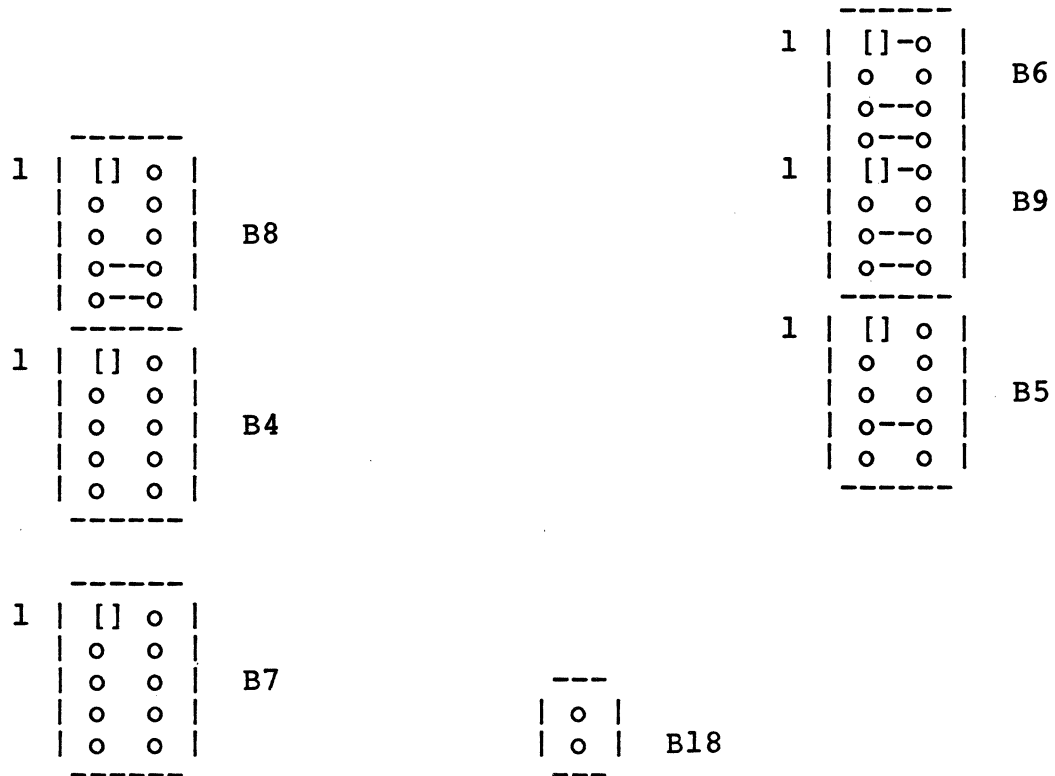 ------
1 | []-o |
| o o | B6
| o--o |
------ | o--o |
1 | [] o | 1 | []-o |
| o o | | o o | B9
| o o | B8 | o--o |
| o--o | | o--o |
| o--o | ------
------ 1 | [] o |
1 | [] o | | o o |
| o o | | o o | B5
| o o | B4 | o--o |
| o o | | o o |
| o o | ------
------
------
1 | [] o |
| o o |
| o o | B7 ---
| o o | | o |
| o o | | o | B18
------ ---